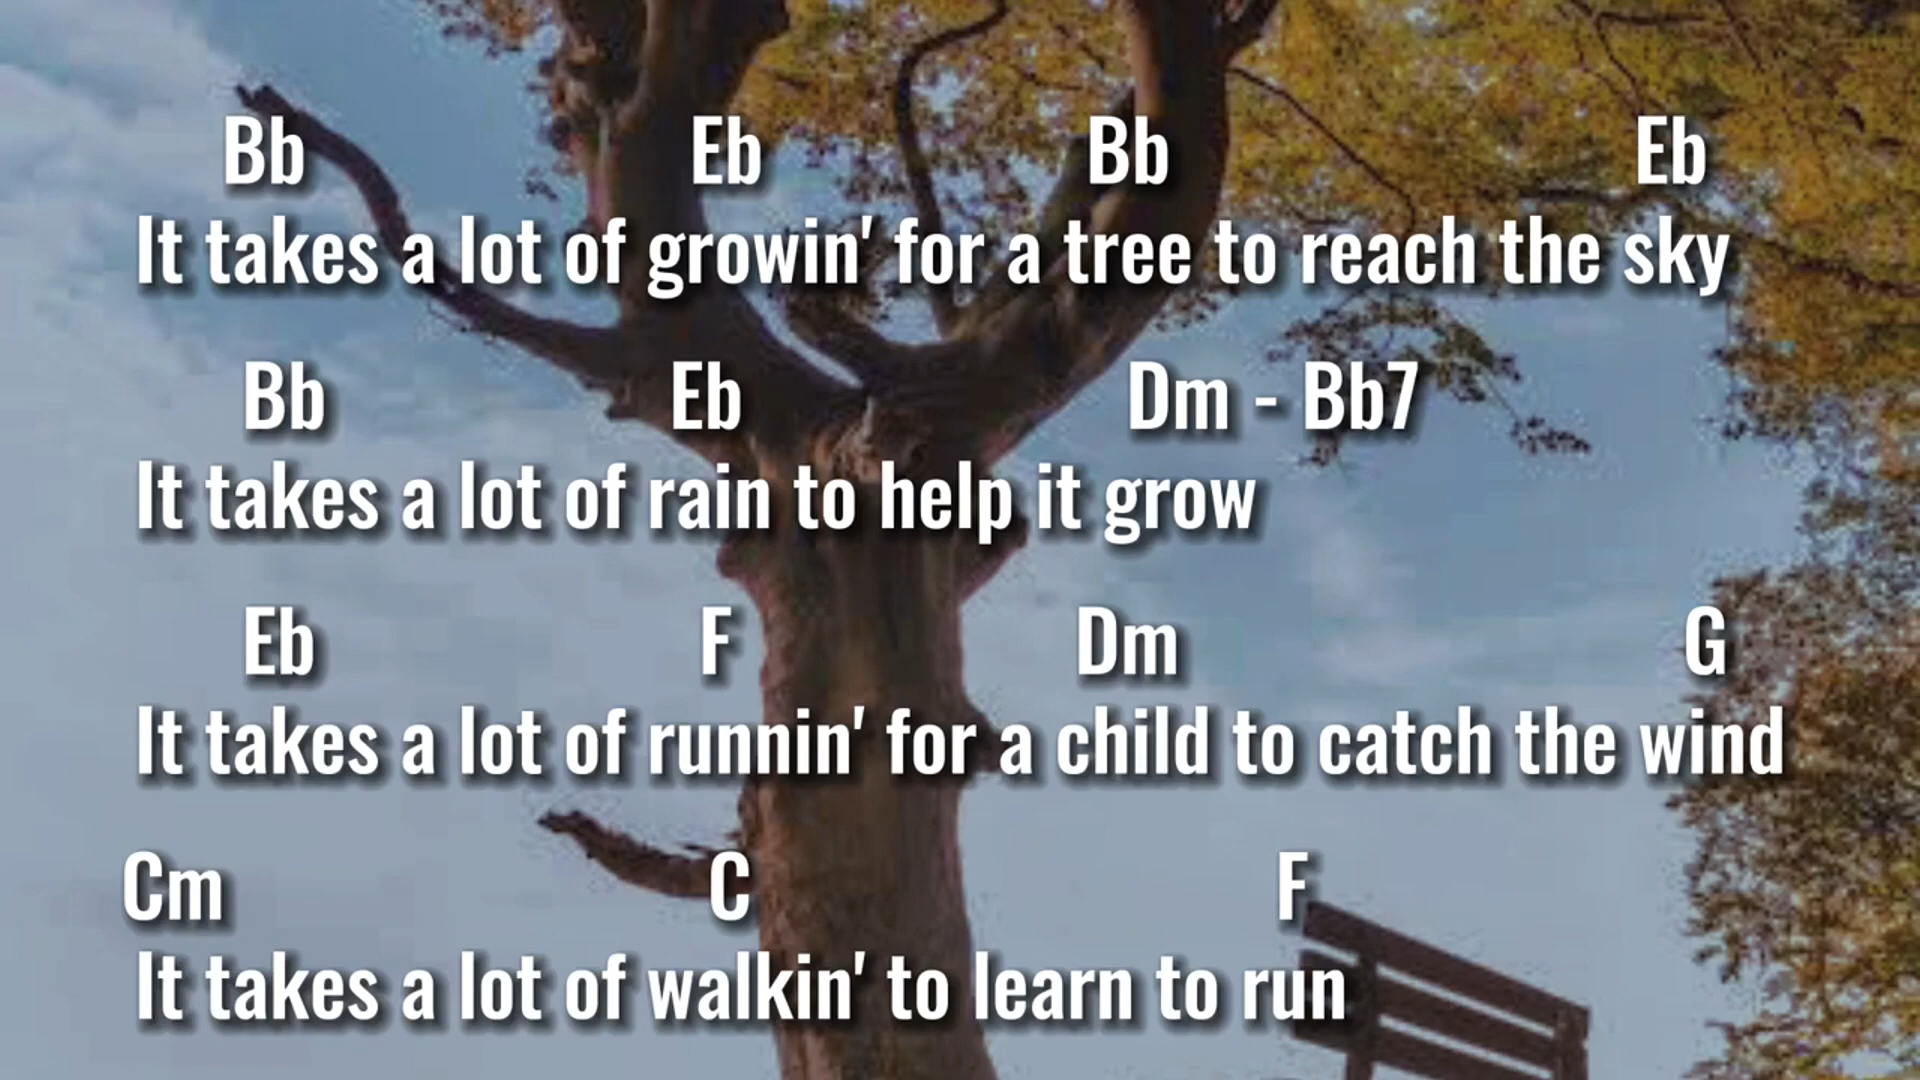 Bb Eb Bb Eb
It takes a lot of growin' for a tree to reach the sky
Bb Eb Dm - Bb7
It takes a lot of rain to help it grow
Eb F Dm G
It takes a lot of runnin' for a child to catch the wind
Cm C F
It takes a lot of walkin' to learn to run